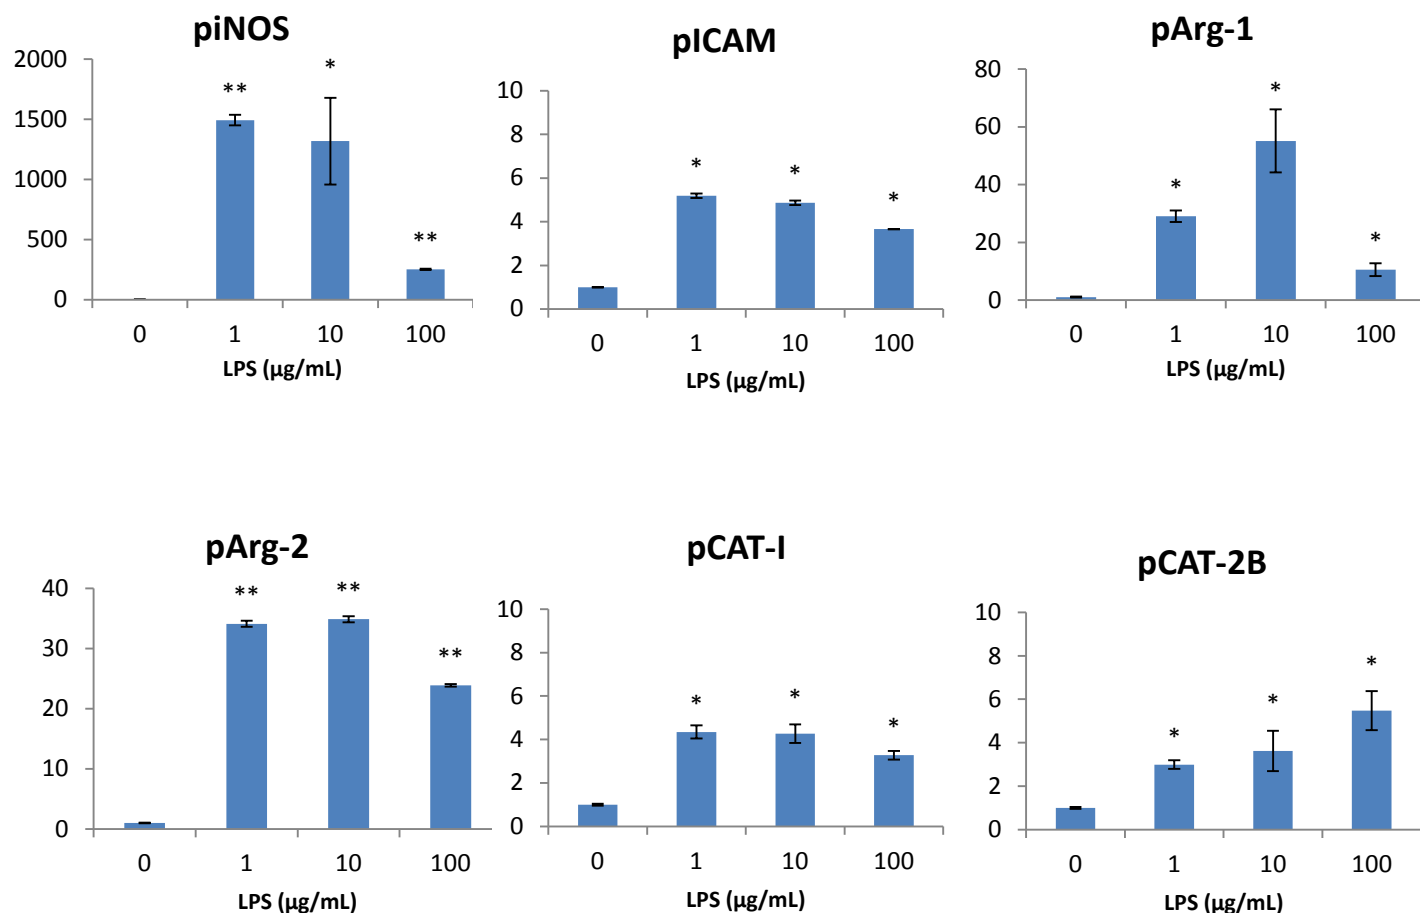 piNOS
2000
1500
1000
500
0
** * **
0 1 10 100
LPS (µg/mL)
pICAM
10
8
6
4
2
0
* * *
0 1 10 100
LPS (µg/mL)
pArg-1
80
60
40
20
0
* * *
0 1 10 100
LPS (µg/mL)
pArg-2
40
30
20
10
0
** ** **
0 1 10 100
LPS (µg/mL)
pCAT-I
10
8
6
4
2
0
* * *
0 1 10 100
LPS (µg/mL)
pCAT-2B
10
8
6
4
2
0
* * *
0 1 10 100
LPS (µg/mL)